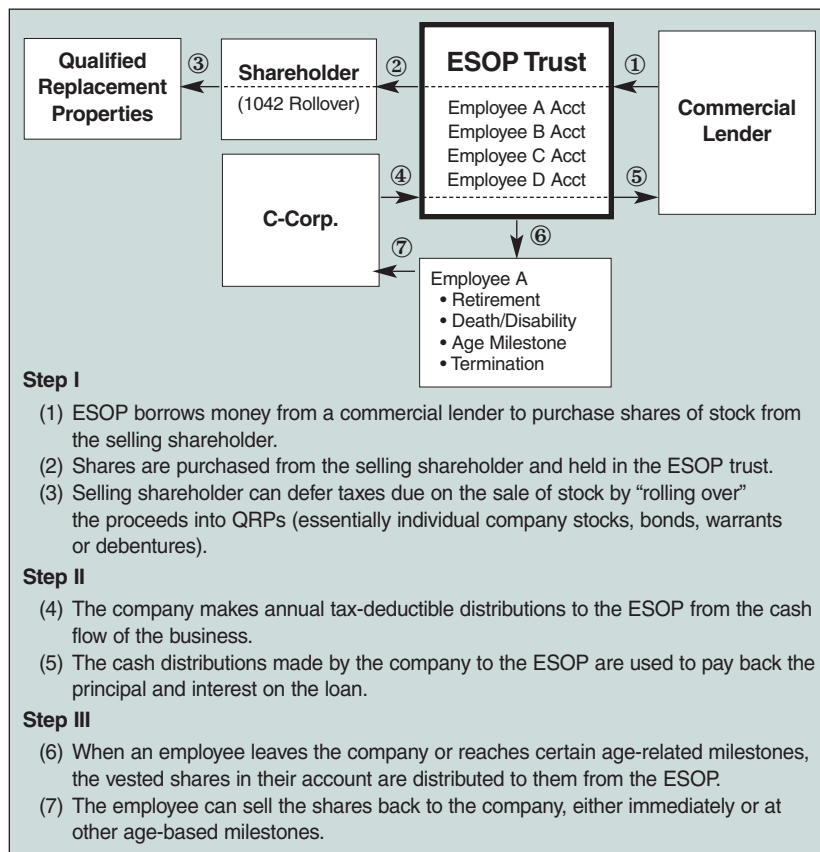 Qualified
Replacement
Properties
③
Shareholder
(1042 Rollover)
②
ESOP Trust
Employee A Acct
Employee B Acct
Employee C Acct
Employee D Acct
①
Commercial
Lender
C-Corp.
④
⑤
⑦
⑥
Employee A
• Retirement
• Death/Disability
• Age Milestone
• Termination
Step I
(1) ESOP borrows money from a commercial lender to purchase shares of stock from
the selling shareholder.
(2) Shares are purchased from the selling shareholder and held in the ESOP trust.
(3) Selling shareholder can defer taxes due on the sale of stock by “rolling over”
the proceeds into QRPs (essentially individual company stocks, bonds, warrants
or debentures).
Step II
(4) The company makes annual tax-deductible distributions to the ESOP from the cash
flow of the business.
(5) The cash distributions made by the company to the ESOP are used to pay back the
principal and interest on the loan.
Step III
(6) When an employee leaves the company or reaches certain age-related milestones,
the vested shares in their account are distributed to them from the ESOP.
(7) The employee can sell the shares back to the company, either immediately or at
other age-based milestones.